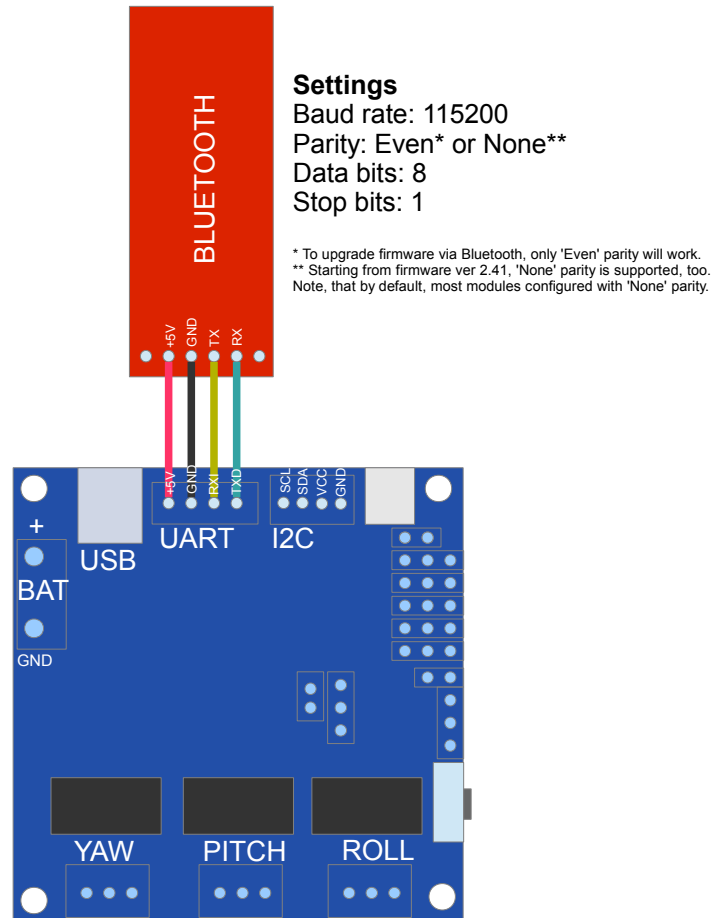 BLUETOOTH
Settings
Baud rate: 115200
Parity: Even* or None**
Data bits: 8
Stop bits: 1
* To upgrade firmware via Bluetooth, only 'Even' parity will work.
** Starting from firmware ver 2.41, 'None' parity is supported, too.
Note, that by default, most modules configured with 'None' parity.
+5V
GND
TX
RX
+5V
GND
RXI
TXD
SCL
SDA
VCC
GND
UART
I2C
USB
+
BAT
GND
YAW
PITCH
ROLL